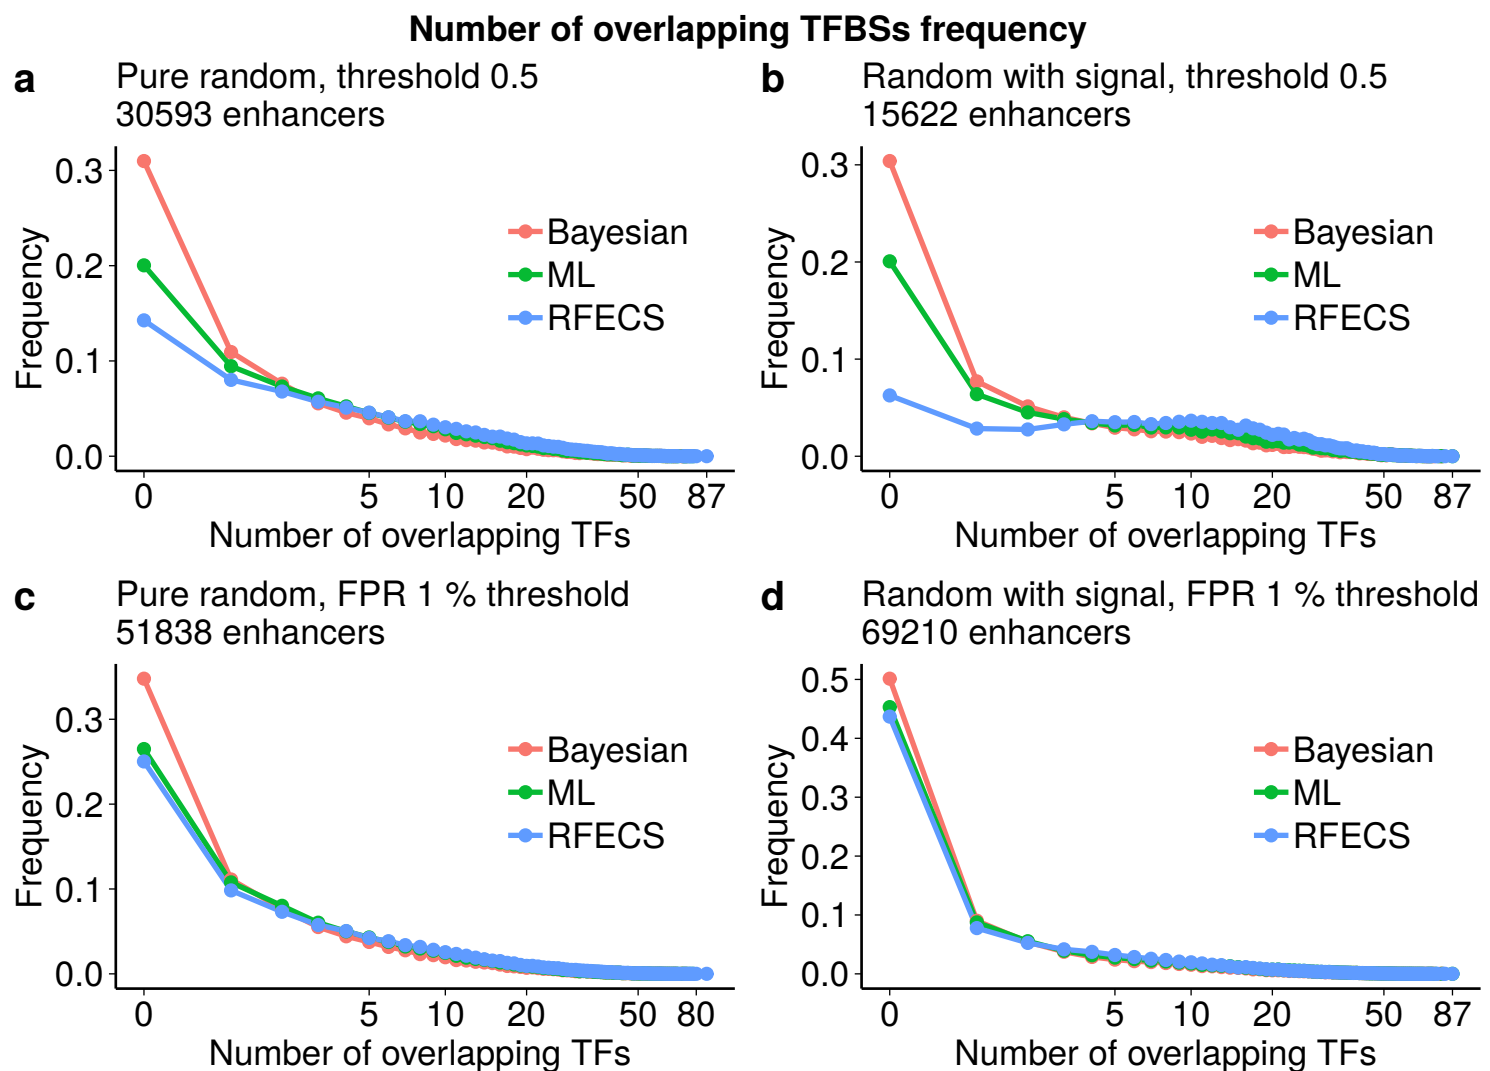 Number of overlapping TFBSs frequency
a
Pure random, threshold 0.5
30593 enhancers
Frequency
0.3
0.2
0.1
0.0
Bayesian
ML
RFECS
0 5 10 20 50 87
Number of overlapping TFs
b
Random with signal, threshold 0.5
15622 enhancers
Frequency
0.3
0.2
0.1
0.0
Bayesian
ML
RFECS
0 5 10 20 50 87
Number of overlapping TFs
c
Pure random, FPR 1 % threshold
51838 enhancers
Frequency
0.3
0.2
0.1
0.0
Bayesian
ML
RFECS
0 5 10 20 50 80
Number of overlapping TFs
d
Random with signal, FPR 1 % threshold
69210 enhancers
Frequency
0.5
0.4
0.3
0.2
0.1
0.0
Bayesian
ML
RFECS
0 5 10 20 50 87
Number of overlapping TFs